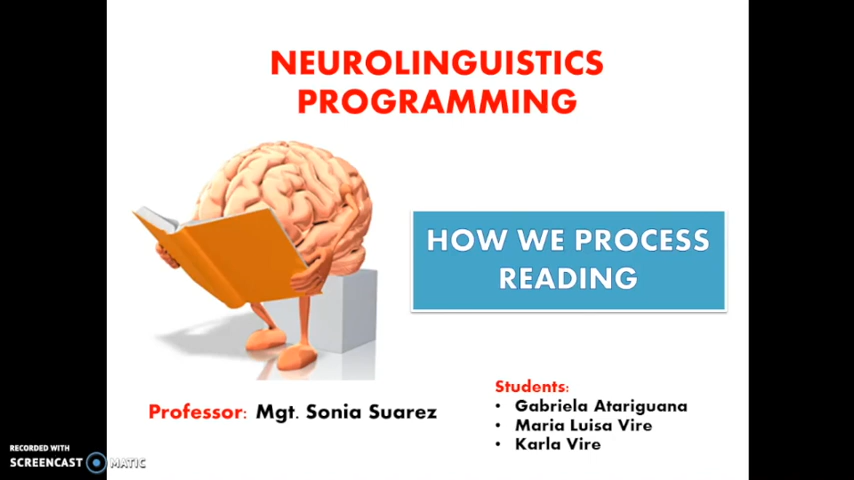 NEUROLINGUISTICS
PROGRAMMING
HOW WE PROCESS
READING
Professor: Mgt. Sonia Suarez
Students:
• Gabriela Atariguana
• Maria Luisa Vire
• Karla Vire
RECORDED WITH
SCREENCAST MATIC